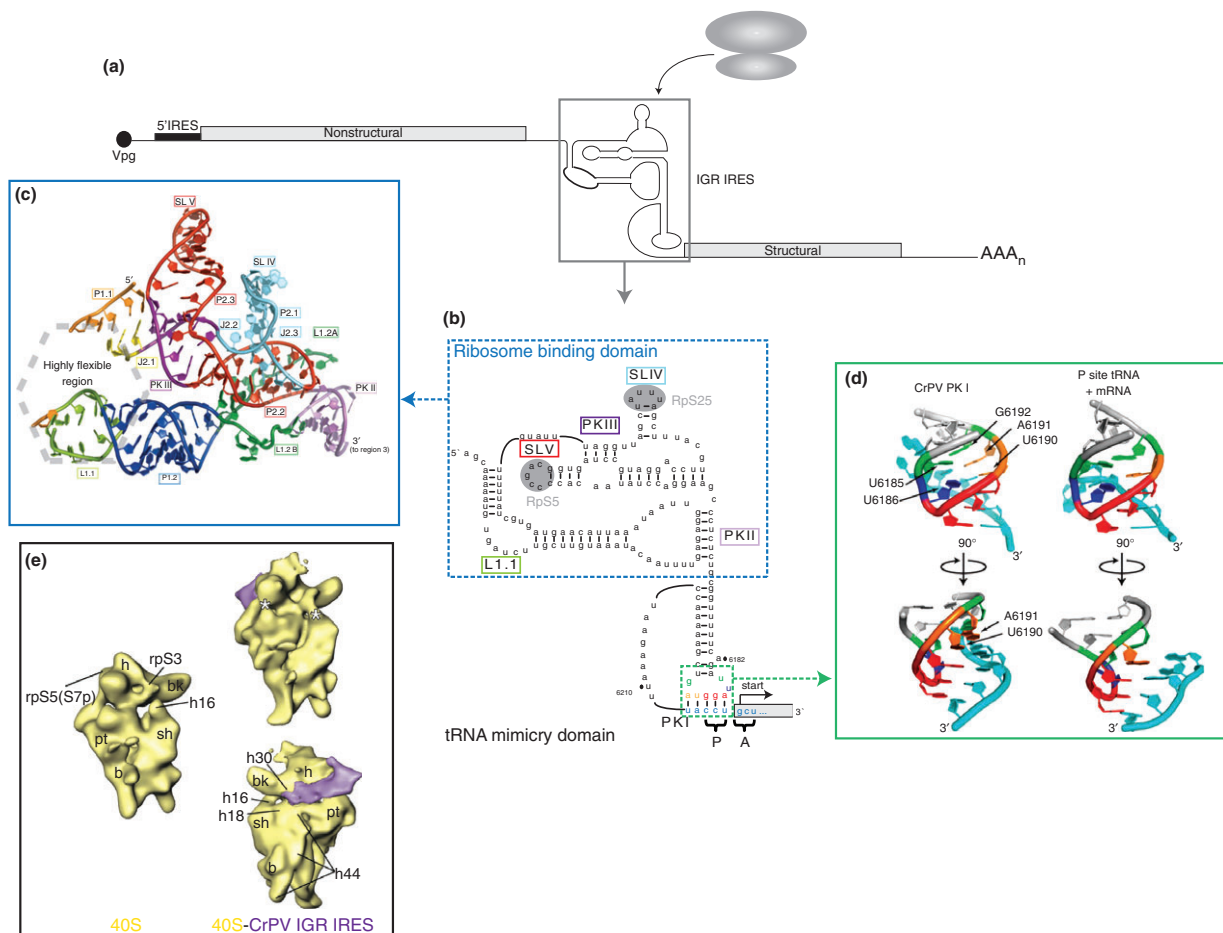 (a)
5'IRES
Nonstructural
Vpg
IGR IRES
Structural
AAAn
(c)
SL V
5'
SL IV
P1.1
P2.3
P2.1
J2.2
J2.3
L1.2A
J2.1
Highly flexible
region
PK III
PK II
P2.2
3'
(to region 3)
L1.2 B
L1.1
P1.2
(b)
Ribosome binding domain
SLIV
RpS25
PKIII
5`
SLV
RpS5
PKII
L1.1
6182
6210
start
gcu ...
3`
PKI
P
A
tRNA mimicry domain
(d)
CrPV PK I
P site tRNA
+ mRNA
G6192
A6191
U6190
U6185
U6186
3′
3′
90°
90°
A6191
U6190
3′
3′
(e)
*
*
h
rpS3
rpS5(S7p)
bk
h16
pt
sh
b
h30
h
bk
h16
h18
sh
pt
b
h44
40S
40S-CrPV IGR IRES